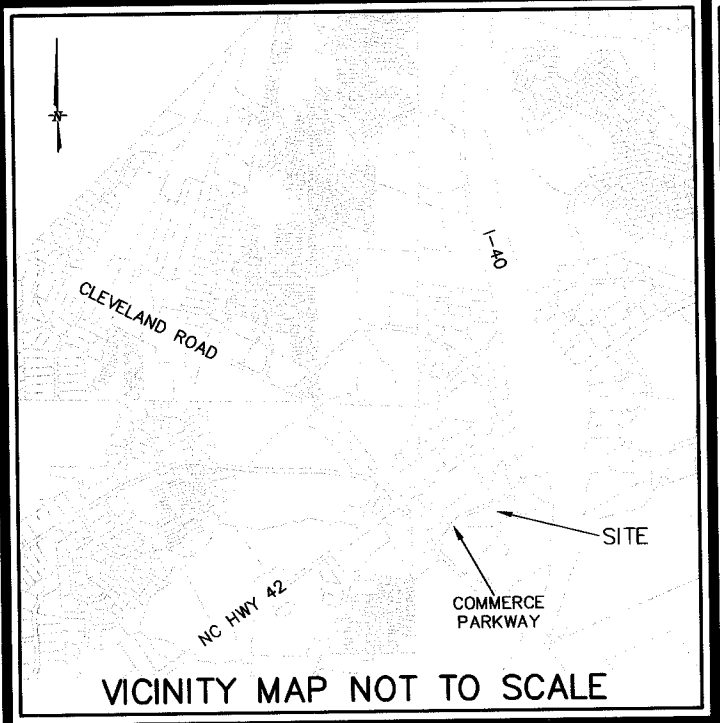 N
I-40
CLEVELAND ROAD
SITE
COMMERCE
PARKWAY
NC HWY 42
VICINITY MAP NOT TO SCALE